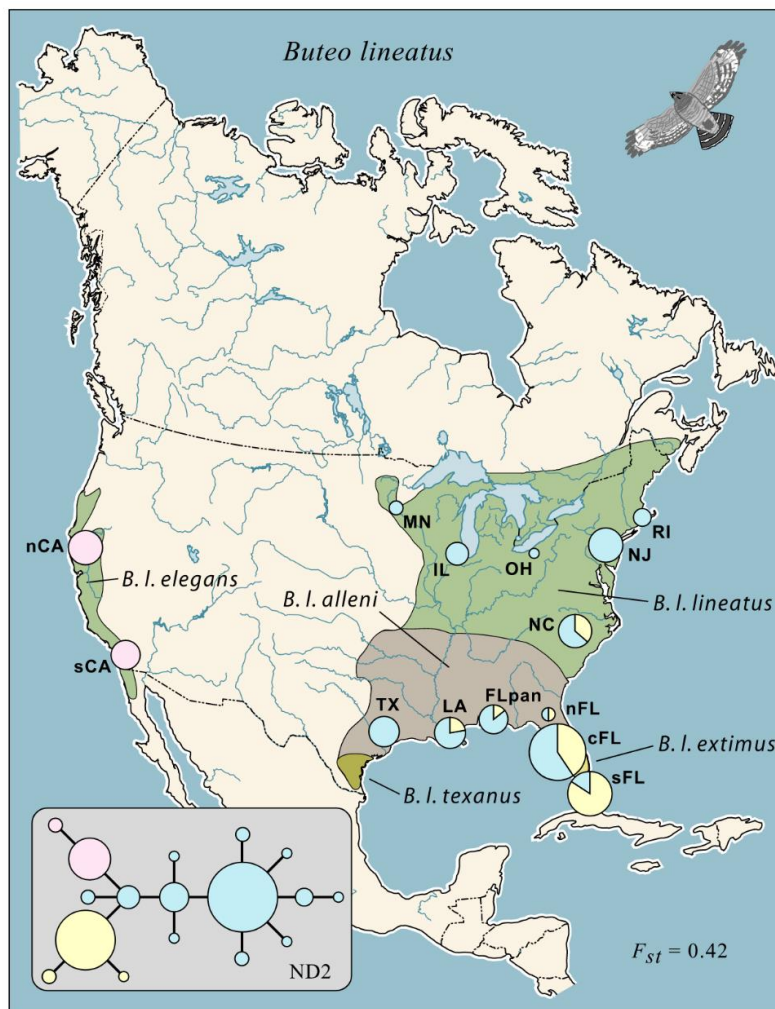 Buteo lineatus
MN
RI
nCA
IL
OH
NJ
B. l. elegans
B. l. alleni
B. l. lineatus
NC
sCA
TX
LA
FLpan
nFL
cFL
B. l. extimus
sFL
B. l. texanus
ND2
Fst = 0.42